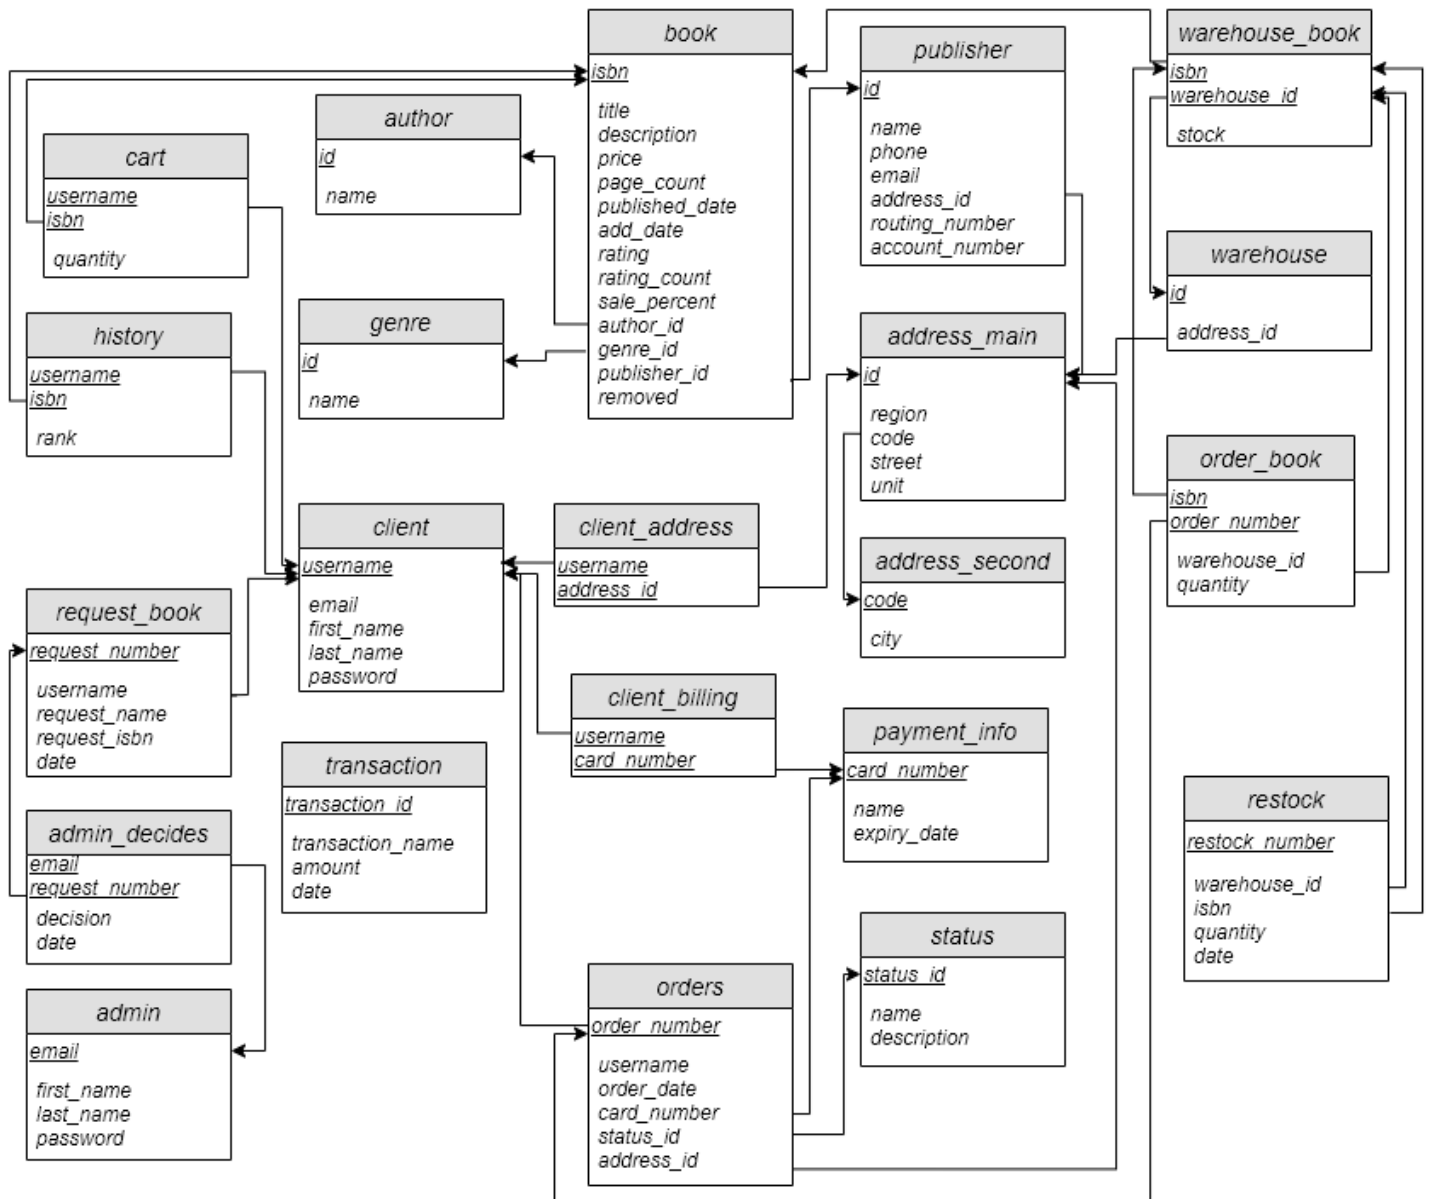 book
isbn
title
description
price
page_count
published_date
add_date
rating
rating_count
sale_percent
author_id
genre_id
publisher_id
removed
publisher
id
name
phone
email
address_id
routing_number
account_number
warehouse_book
isbn
warehouse_id
stock
author
id
name
cart
username
isbn
quantity
warehouse
id
address_id
genre
id
name
history
username
isbn
rank
address_main
id
region
code
street
unit
order_book
isbn
order_number
warehouse_id
quantity
client
username
email
first_name
last_name
password
client_address
username
address_id
address_second
code
city
request_book
request_number
username
request_name
request_isbn
date
client_billing
username
card_number
payment_info
card_number
name
expiry_date
transaction
transaction_id
transaction_name
amount
date
restock
restock_number
warehouse_id
isbn
quantity
date
admin_decides
email
request_number
decision
date
status
status_id
name
description
orders
order_number
username
order_date
card_number
status_id
address_id
admin
email
first_name
last_name
password